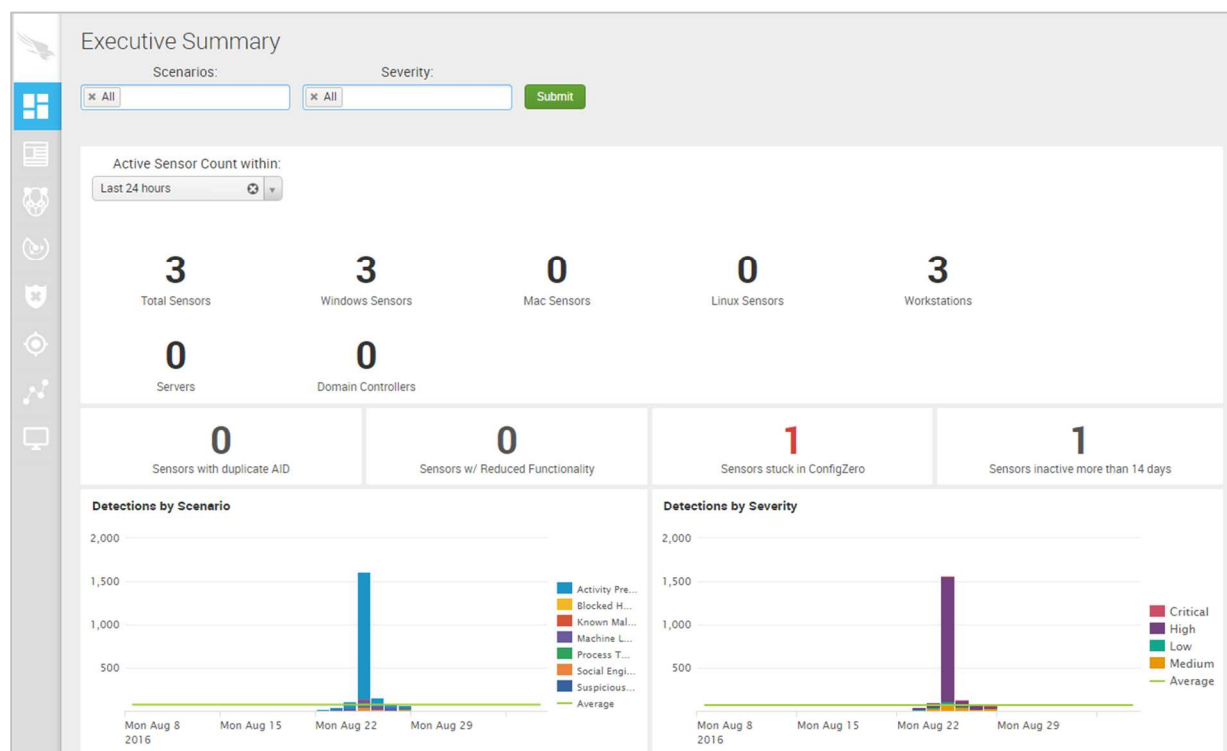 Executive Summary
Scenarios: Severity:
× All × All Submit
Active Sensor Count within:
Last 24 hours
3 3 0 0 3
Total Sensors Windows Sensors Mac Sensors Linux Sensors Workstations
0 0
Servers Domain Controllers
0 0 1 1
Sensors with duplicate AID Sensors w/ Reduced Functionality Sensors stuck in ConfigZero Sensors inactive more than 14 days
Detections by Scenario
2,000
1,500
1,000
500
Mon Aug 8 Mon Aug 15 Mon Aug 22 Mon Aug 29
2016
Activity Pre...
Blocked H...
Known Mal...
Machine L...
Process T...
Social Engi...
Suspicious...
Average
Detections by Severity
2,000
1,500
1,000
500
Mon Aug 8 Mon Aug 15 Mon Aug 22 Mon Aug 29
2016
Critical
High
Low
Medium
Average